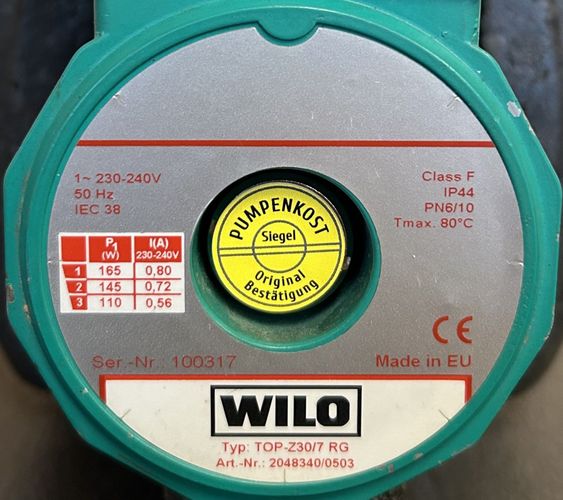 1~ 230-240V
50 Hz
IEC 38
Class F
IP44
PN6/10
Tmax. 80°C
P1 I(A)
(W) 230-240V
1 165 0,80
2 145 0,72
3 110 0,56
PUMPENKOST
Siegel
Original
Bestätigung
CE
Ser.-Nr.: 100317
Made in EU
WILO
Typ: TOP-Z30/7 RG
Art.-Nr.: 2048340/0503